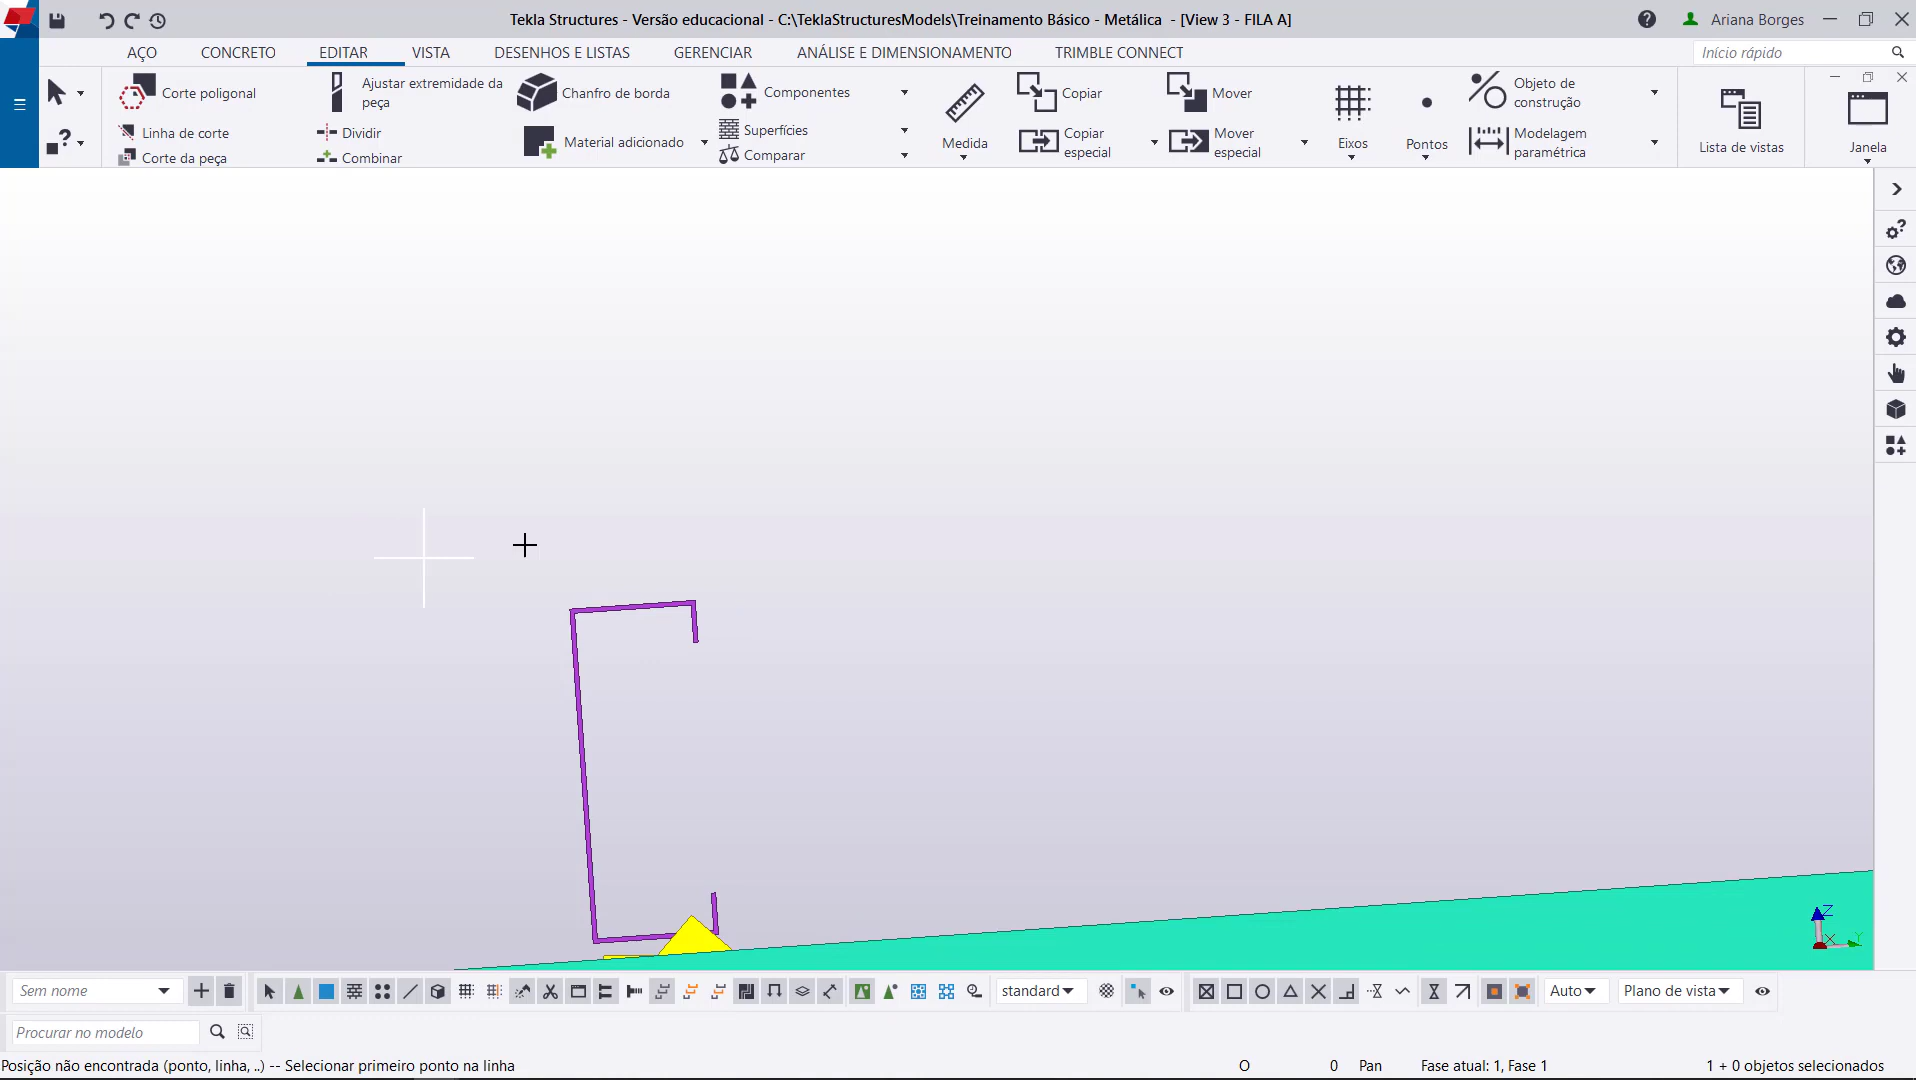 Tekla Structures - Versão educacional - C:\TeklaStructuresModels\Treinamento Básico - Metálica - [View 3 - FILA A]
Ariana Borges
AÇO CONCRETO EDITAR VISTA DESENHOS E LISTAS GERENCIAR ANÁLISE E DIMENSIONAMENTO TRIMBLE CONNECT
Início rápido
Corte poligonal
Linha de corte
Corte da peça
Ajustar extremidade da
peça
Dividir
Combinar
Chanfro de borda
Material adicionado
Componentes
Superfícies
Comparar
Medida
Copiar
Copiar
especial
Mover
Mover
especial
Eixos
Pontos
Objeto de
construção
Modelagem
paramétrica
Lista de vistas
Janela
Z
X
Y
Sem nome
standard
Auto
Plano de vista
Procurar no modelo
Posição não encontrada (ponto, linha, ..) -- Selecionar primeiro ponto na linha
O 0 Pan Fase atual: 1, Fase 1 1 + 0 objetos selecionados